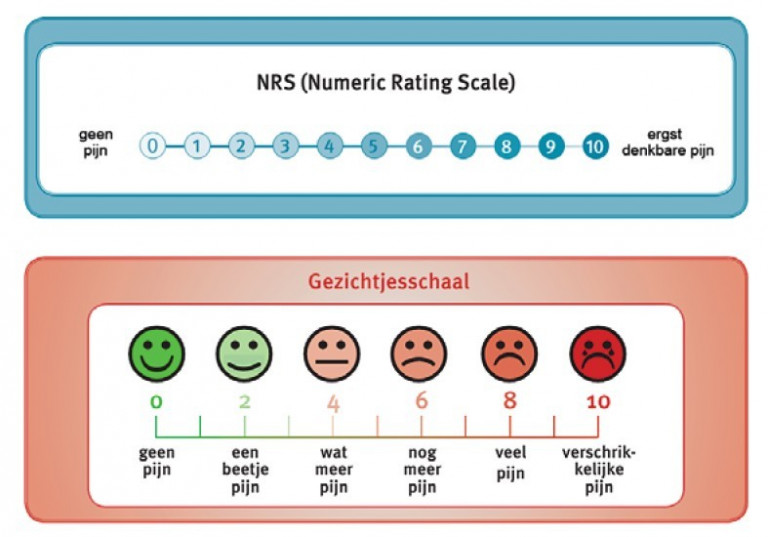 NRS (Numeric Rating Scale)
geen
pijn
0 1 2 3 4 5 6 7 8 9 10
ergst
denkbare pijn
Gezichtjesschaal
0 2 4 6 8 10
geen
pijn
een
beetje
pijn
wat
meer
pijn
nog
meer
pijn
veel
pijn
verschrik-
kelijke
pijn